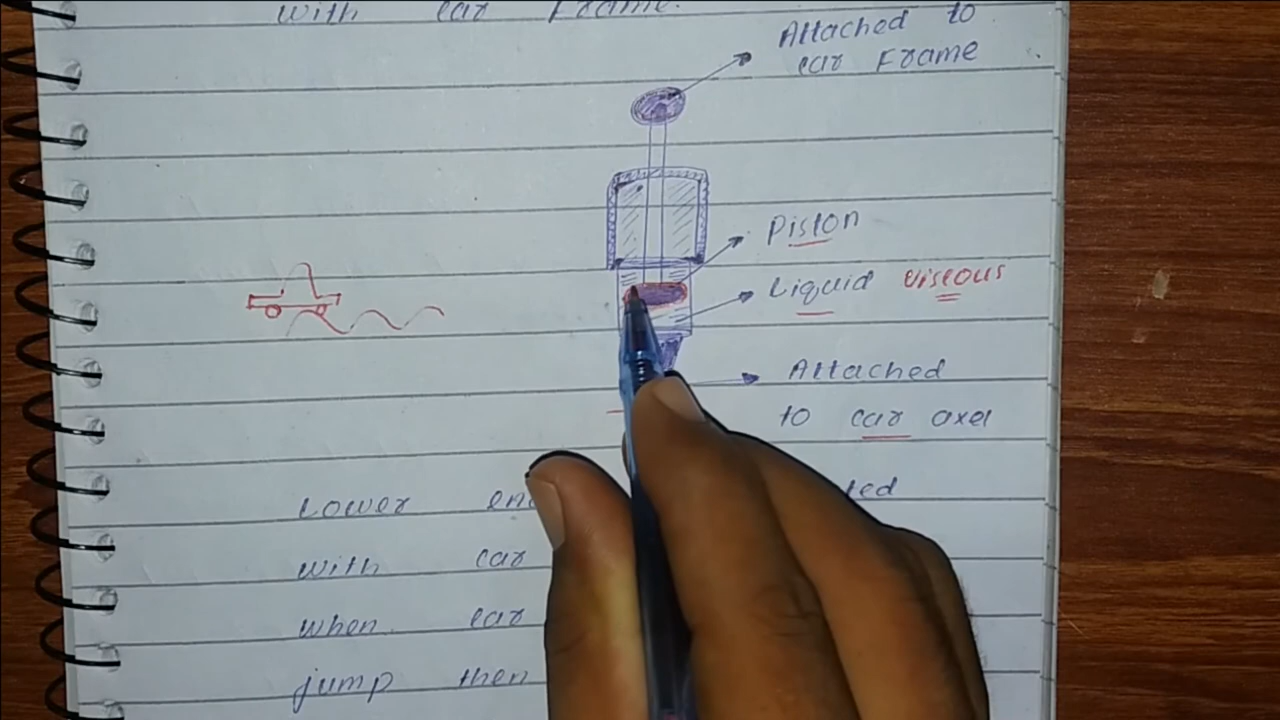 with car Frame.
Attached to
car Frame
Piston
Liquid viscous
Attached
to car axel
Lower
with car
when car
jump then